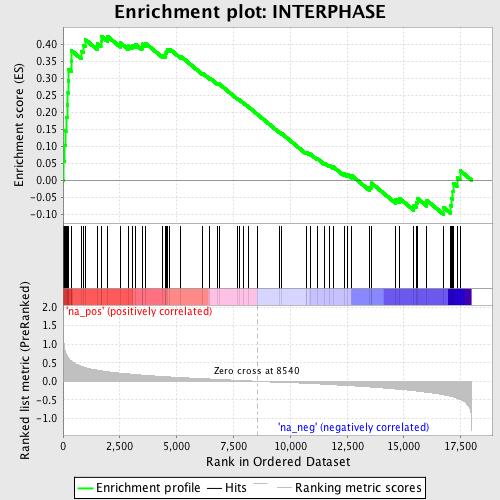 Enrichment plot: INTERPHASE
Enrichment score (ES)
0.40
0.35
0.30
0.25
0.20
0.15
0.10
0.05
0.00
-0.05
-0.10
'na_pos' (positively correlated)
Ranked list metric (PreRanked)
2.0
1.5
1.0
0.5
0.0
-0.5
-1.0
Zero cross at 8540
'na_neg' (negatively correlated)
0
2,500
5,000
7,500
10,000
12,500
15,000
17,500
Rank in Ordered Dataset
Enrichment profile
Hits
Ranking metric scores